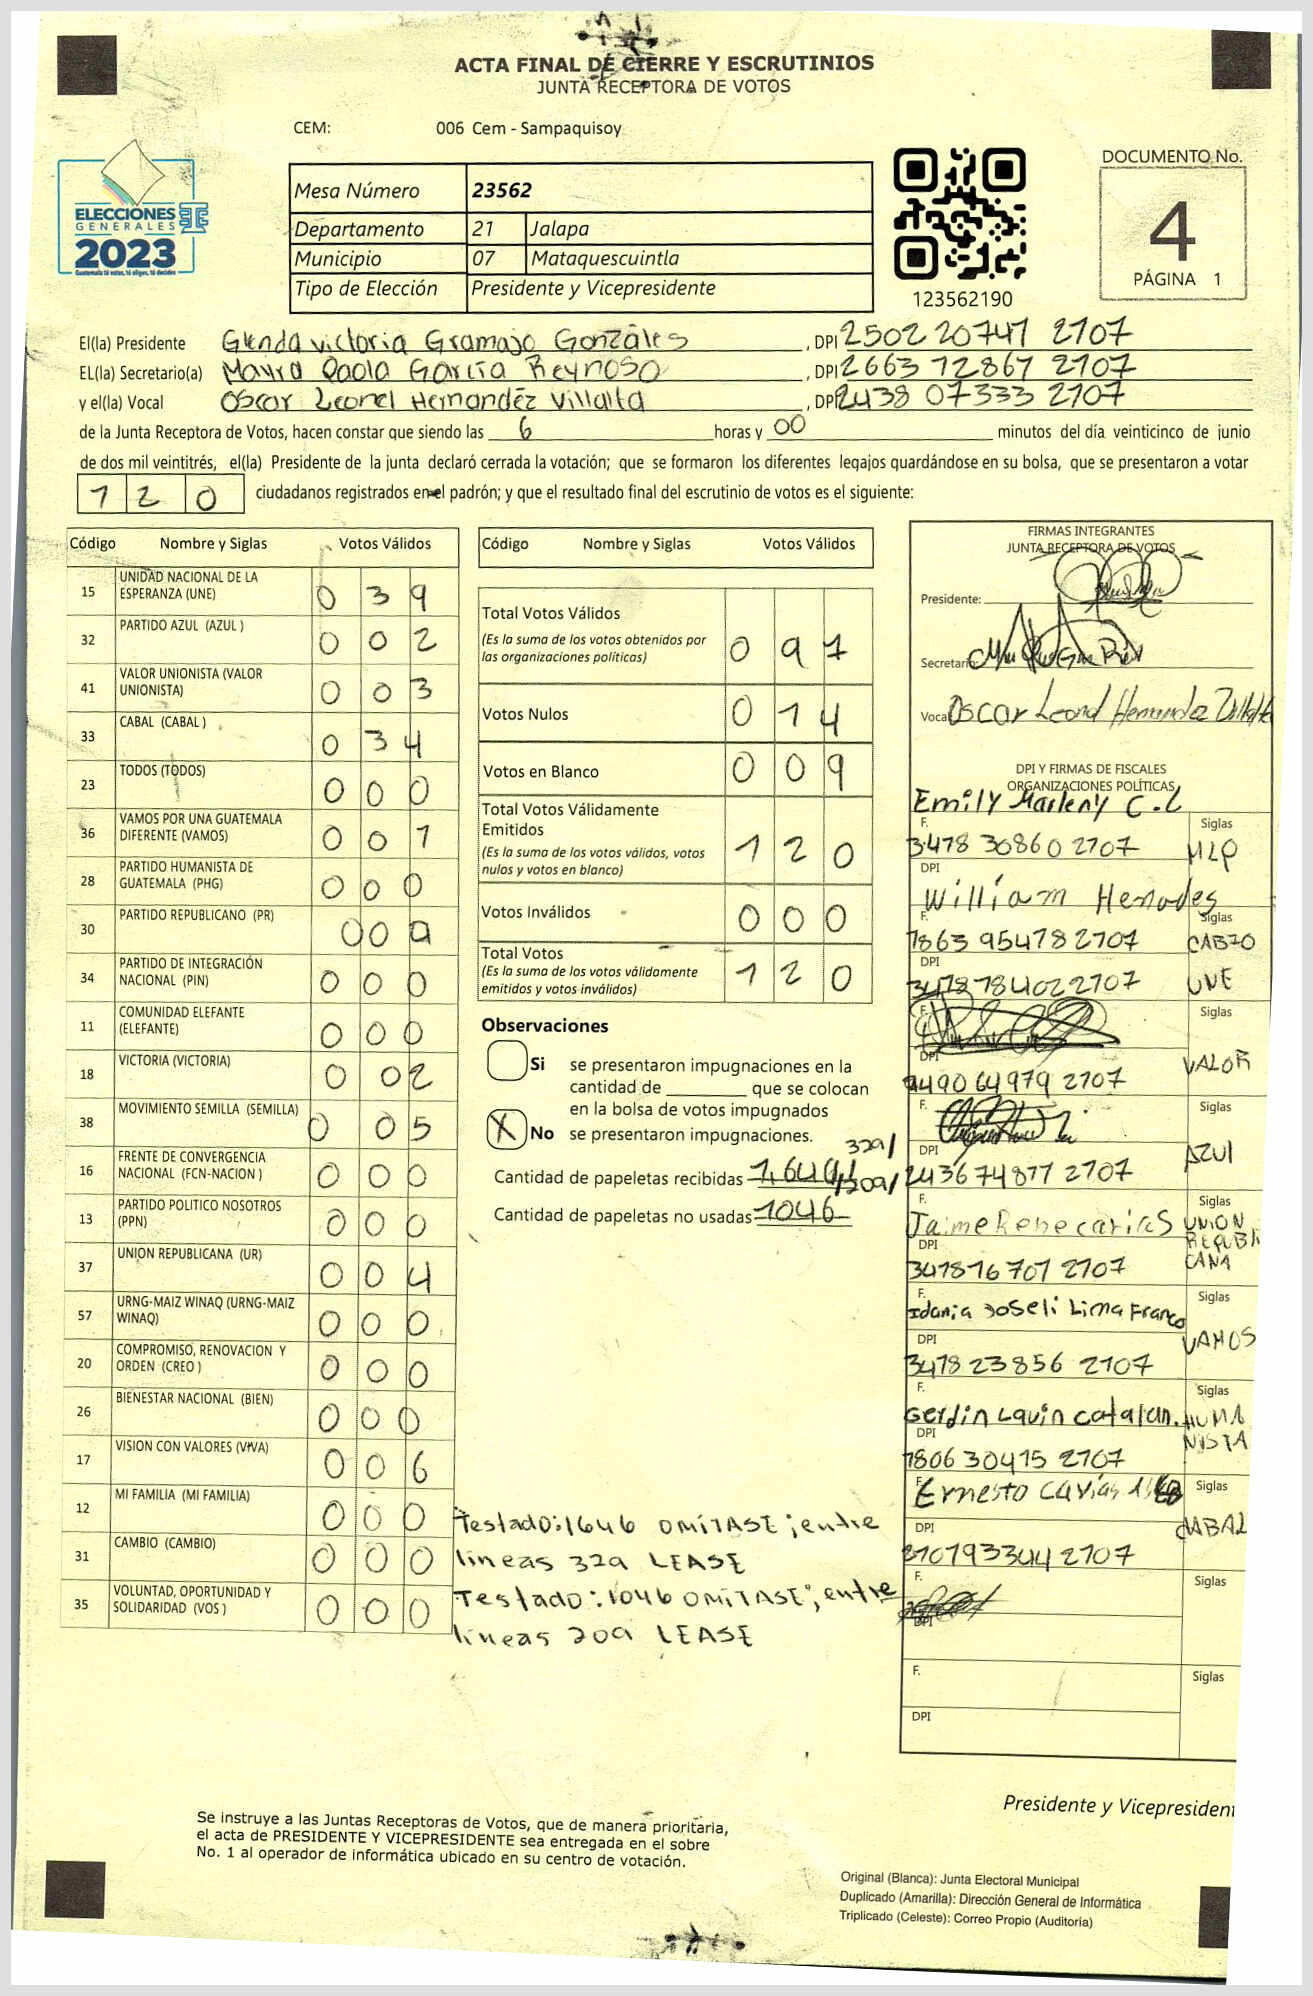 ACTA FINAL DE CIERRE Y ESCRUTINIOS
JUNTA RECEPTORA DE VOTOS
CEM: 006 Cem - Sampaquisoy
ELECCIONES
GENERALES
2023
Guatemala tú votas, tú eliges, tú decides
Mesa Número 23562
Departamento 21 Jalapa
Municipio 07 Mataquescuintla
Tipo de Elección Presidente y Vicepresidente
123562190
DOCUMENTO No.
4
PÁGINA 1
El(la) Presidente Glenda victoria Gramajo Gonzáles , DPI 2502 20747 2107
EL(la) Secretario(a) Mayra Paola García Reynoso , DPI 2663 72867 2107
y el(la) Vocal Oscar Leonel Hernandéz Villalta , DPI 2438 07333 2107
de la Junta Receptora de Votos, hacen constar que siendo las 6 horas y 00 minutos del día veinticinco de junio
de dos mil veintitrés, el(la) Presidente de la junta declaró cerrada la votación; que se formaron los diferentes legajos guardándose en su bolsa, que se presentaron a votar
1 2 0 ciudadanos registrados en el padrón; y que el resultado final del escrutinio de votos es el siguiente:
Código Nombre y Siglas Votos Válidos
15 UNIDAD NACIONAL DE LA ESPERANZA (UNE) 0 3 9
32 PARTIDO AZUL (AZUL ) 0 0 2
41 VALOR UNIONISTA (VALOR UNIONISTA) 0 0 3
33 CABAL (CABAL ) 0 3 4
23 TODOS (TODOS) 0 0 0
36 VAMOS POR UNA GUATEMALA DIFERENTE (VAMOS) 0 0 1
28 PARTIDO HUMANISTA DE GUATEMALA (PHG) 0 0 0
30 PARTIDO REPUBLICANO (PR) 0 0
34 PARTIDO DE INTEGRACIÓN NACIONAL (PIN) 0 0 0
11 COMUNIDAD ELEFANTE (ELEFANTE) 0 0 0
18 VICTORIA (VICTORIA) 0 0 2
38 MOVIMIENTO SEMILLA (SEMILLA) 0 0 5
16 FRENTE DE CONVERGENCIA NACIONAL (FCN-NACION ) 0 0 0
13 PARTIDO POLITICO NOSOTROS (PPN) 0 0 0
37 UNION REPUBLICANA (UR) 0 0 4
57 URNG-MAIZ WINAQ (URNG-MAIZ WINAQ) 0 0 0
20 COMPROMISO, RENOVACION Y ORDEN (CREO ) 0 0 0
26 BIENESTAR NACIONAL (BIEN) 0 0 0
17 VISION CON VALORES (VIVA) 0 0 6
12 MI FAMILIA (MI FAMILIA) 0 0 0
31 CAMBIO (CAMBIO) 0 0 0
35 VOLUNTAD, OPORTUNIDAD Y SOLIDARIDAD (VOS ) 0 0 0
Código Nombre y Siglas Votos Válidos
Total Votos Válidos
(Es la suma de los votos obtenidos por las organizaciones políticas) 0 9 7
Votos Nulos 0 1 4
Votos en Blanco 0 0 9
Total Votos Válidamente Emitidos
(Es la suma de los votos válidos, votos nulos y votos en blanco) 1 2 0
Votos Inválidos 0 0 0
Total Votos
(Es la suma de los votos válidamente emitidos y votos inválidos) 1 2 0
Observaciones
Si se presentaron impugnaciones en la
cantidad de ________ que se colocan
en la bolsa de votos impugnados
X No se presentaron impugnaciones.
329/
Cantidad de papeletas recibidas 209/
Cantidad de papeletas no usadas 1046
Testado:1646 OMITASE ; entre
lineas 329 LEASE
Testado:1046 OMITASE ; entre
lineas 209 LEASE
FIRMAS INTEGRANTES
JUNTA RECEPTORA DE VOTOS
Presidente:
Secretario:
Vocal Oscar Leonel Hernandez Villalta
DPI Y FIRMAS DE FISCALES
ORGANIZACIONES POLÍTICAS
Emily Marleny C.L
F. Siglas
3478 30860 2107 MLP
DPI
William Henodes
F. Siglas
1863 95478 2107 CABZO
DPI
3478 78402 2107 UNE
F. Siglas
DPI VALOR
9490 64979 2107
F. Siglas
DPI AZUL
2436 74877 2107
F. Siglas
Jaime Rene carias UNION REPUBLI CANA
DPI
347816701 2107
F. Siglas
Idania Joseli Lima Franco VAMOS
DPI
3478 23856 2107
F. Siglas
Gerdin Lavin Catalan. HUMA NISTA
DPI
1806 30415 2107
F. Siglas
Ernesto Carías
DPI CABAL
2107933442107
F. Siglas
DPI
F. Siglas
DPI
Presidente y Vicepresiden
Se instruye a las Juntas Receptoras de Votos, que de manera prioritaria,
el acta de PRESIDENTE Y VICEPRESIDENTE sea entregada en el sobre
No. 1 al operador de informática ubicado en su centro de votación.
Original (Blanca): Junta Electoral Municipal
Duplicado (Amarilla): Dirección General de Informática
Triplicado (Celeste): Correo Propio (Auditoría)